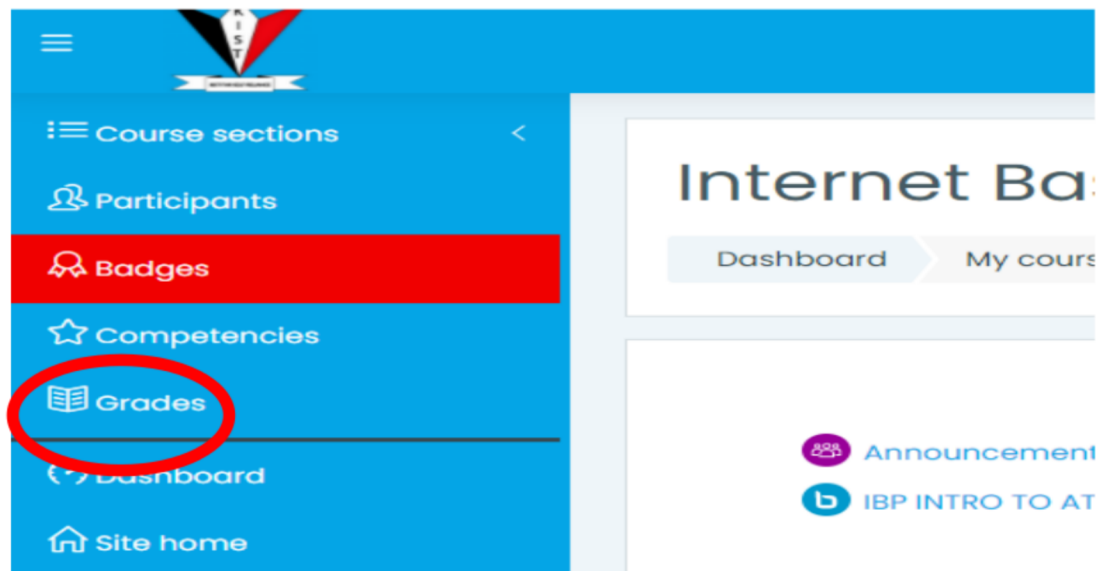 K
I
S
T
Course sections
Participants
Internet Ba
Badges
Dashboard
My cours
Competencies
Grades
Announcement
Dashboard
IBP INTRO TO AT
Site home